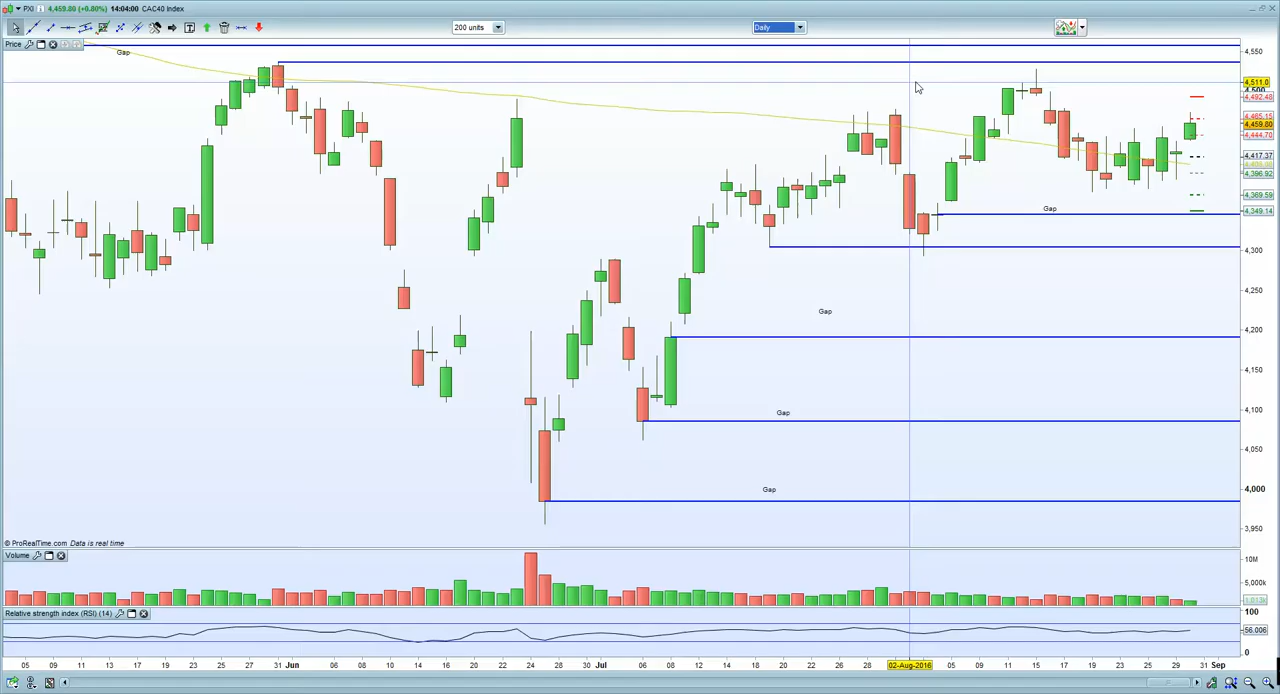 PXI 4,459.80 (+0.80%) 14:04:00 CAC40 Index
200 units
Daily
Price
Gap
4,550
4,511.0
4,500
4,492.48
4,465.15
4,459.80
4,444.70
4,417.37
4,396.92
4,369.59
Gap
4,349.14
4,300
4,250
Gap
4,200
4,150
Gap
4,100
4,050
Gap
4,000
3,950
© ProRealTime.com Data is real time
Volume
10M
5,000k
Relative strength index (RSI) (14)
100
56.006
0
05 09 11 13 17 19 23 25 27 31 Jun 06 08 10 14 16 20 22 24 28 Jul 06 08 12 14 18 20 22 26 28 02-Aug-2016 05 09 11 15 17 19 23 25 29 31 Sep